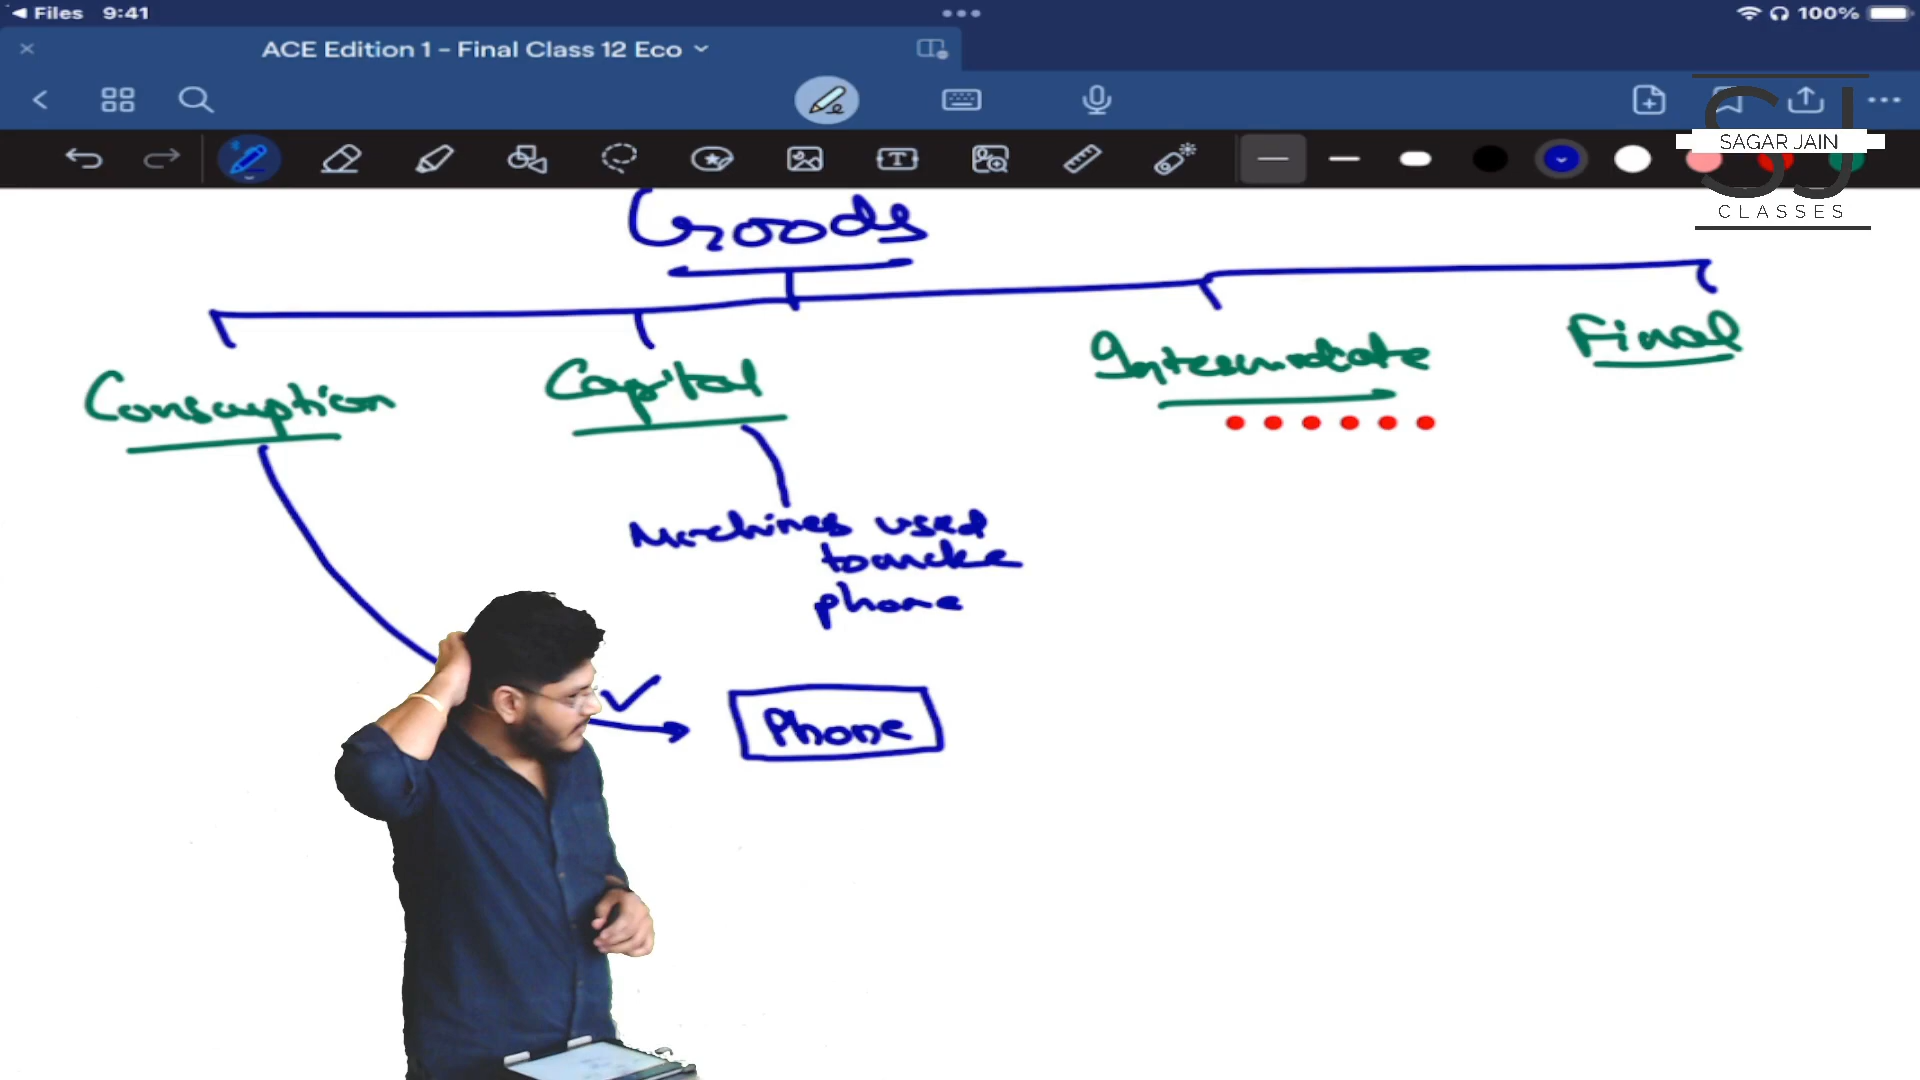 Files 9:41
100%
ACE Edition 1 - Final Class 12 Eco
SAGAR JAIN
SJ
CLASSES
Goods
Consumption
Capital
Intermediate
Final
Machines used
to make
phone
Phone